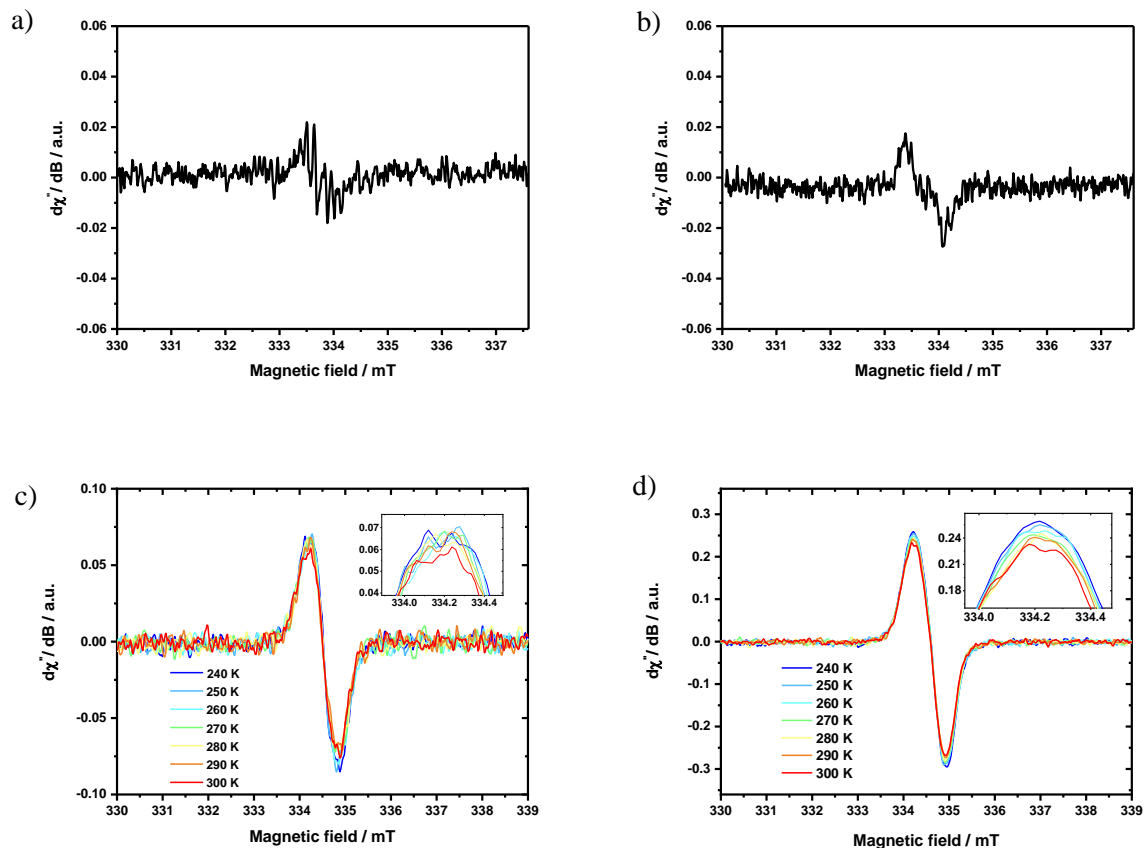 a)
0.06
0.04
0.02
0.00
-0.02
-0.04
-0.06
dχ"/ dB / a.u.
330 331 332 333 334 335 336 337
Magnetic field / mT
b)
0.06
0.04
0.02
0.00
-0.02
-0.04
-0.06
dχ"/ dB / a.u.
330 331 332 333 334 335 336 337
Magnetic field / mT
c)
0.10
0.05
0.00
-0.05
-0.10
dχ"/ dB / a.u.
0.07
0.06
0.05
0.04
334.0 334.2 334.4
240 K
250 K
260 K
270 K
280 K
290 K
300 K
330 331 332 333 334 335 336 337 338 339
Magnetic field / mT
d)
0.3
0.2
0.1
0.0
-0.1
-0.2
-0.3
dχ"/ dB / a.u.
0.24
0.21
0.18
334.0 334.2 334.4
240 K
250 K
260 K
270 K
280 K
290 K
300 K
330 331 332 333 334 335 336 337 338 339
Magnetic field / mT